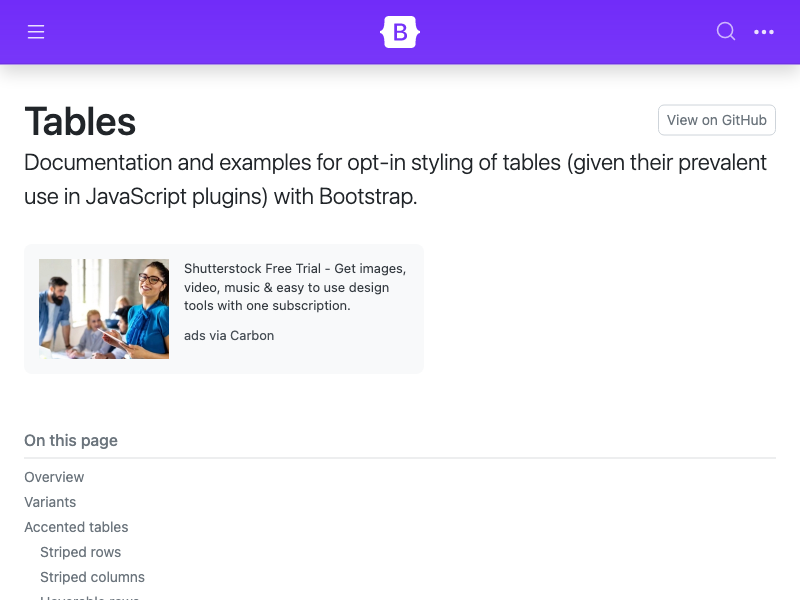 B
Tables
View on GitHub
Documentation and examples for opt-in styling of tables (given their prevalent
use in JavaScript plugins) with Bootstrap.
Shutterstock Free Trial - Get images,
video, music & easy to use design
tools with one subscription.
ads via Carbon
On this page
Overview
Variants
Accented tables
Striped rows
Striped columns
Hoverable rows